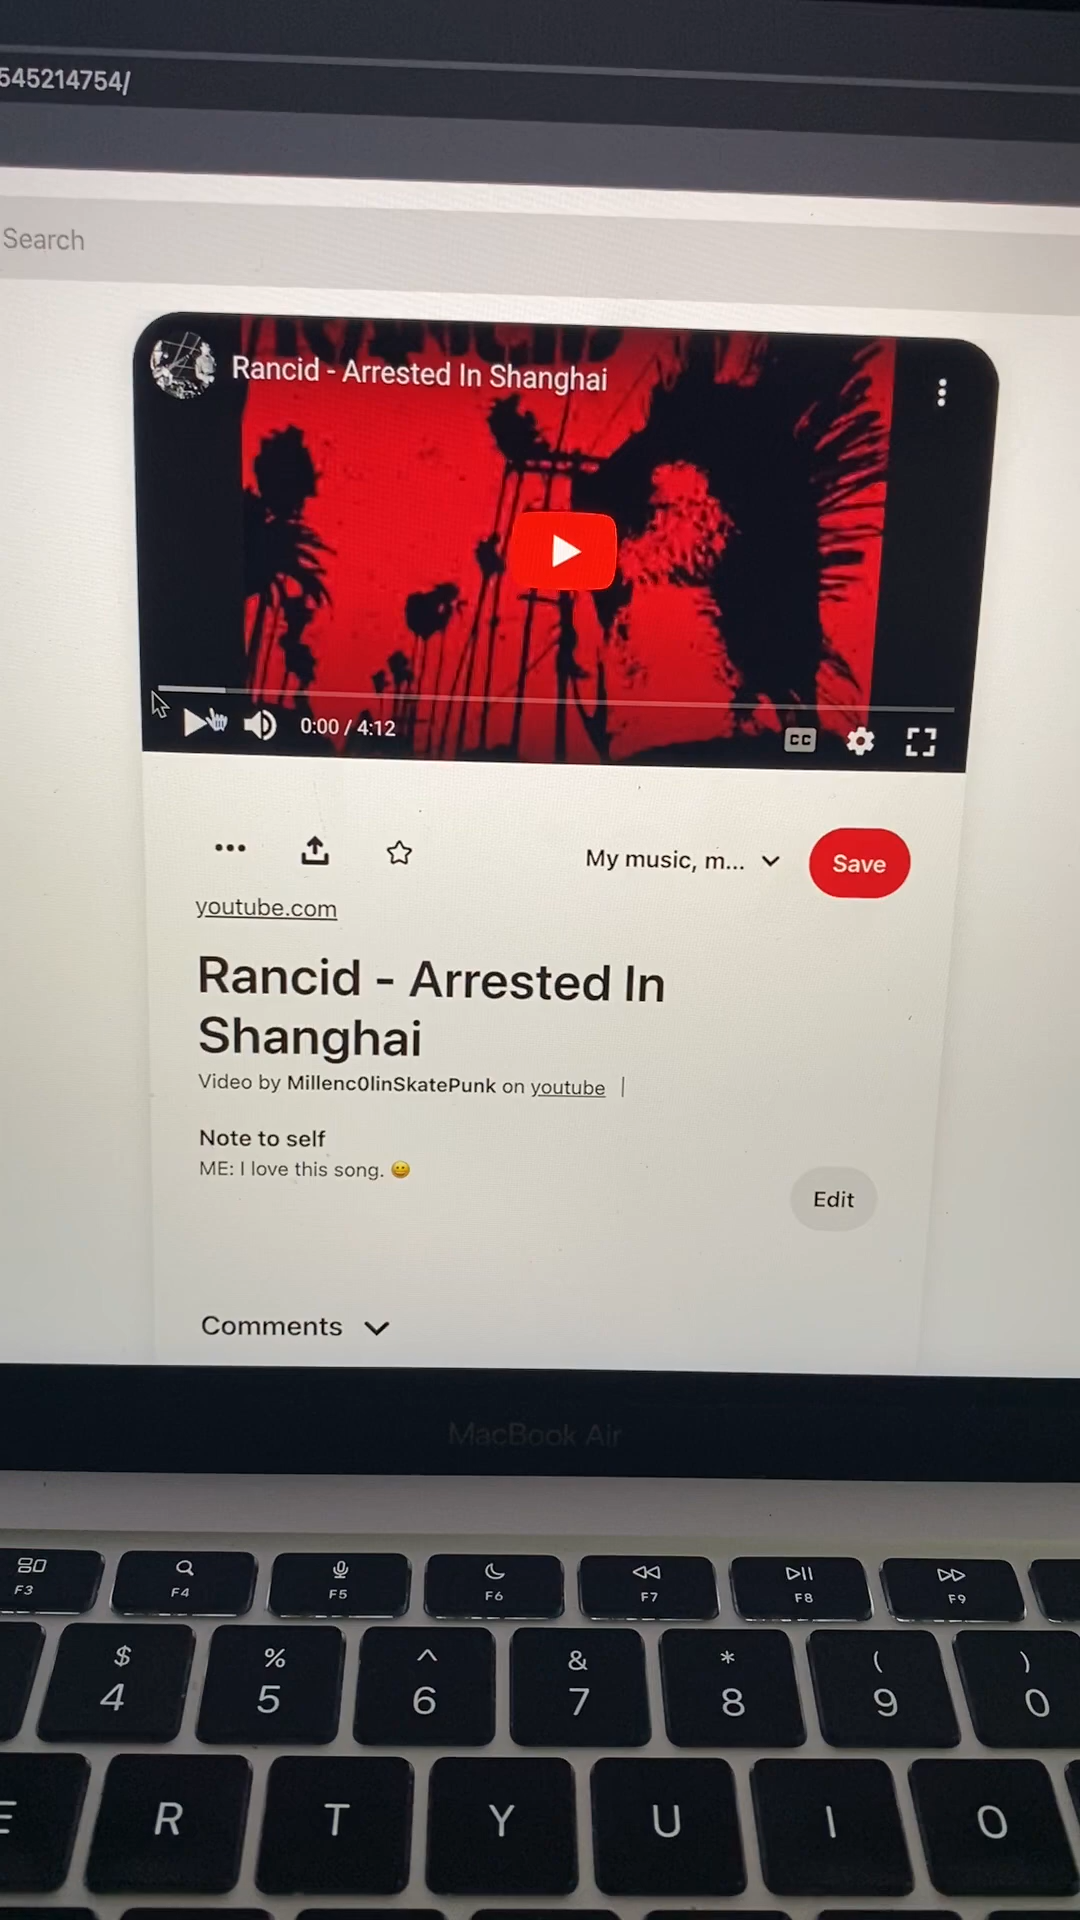 545214754/
Search
Rancid - Arrested In Shanghai
0:00 / 4:12
CC
My music, m...
Save
youtube.com
Rancid - Arrested In
Shanghai
Video by Millenc0linSkatePunk on youtube |
Note to self
ME: I love this song. 😀
Edit
Comments
MacBook Air
F3 F4 F5 F6 F7 F8 F9
$ % ^ & * ( )
4 5 6 7 8 9 0
E R T Y U I O